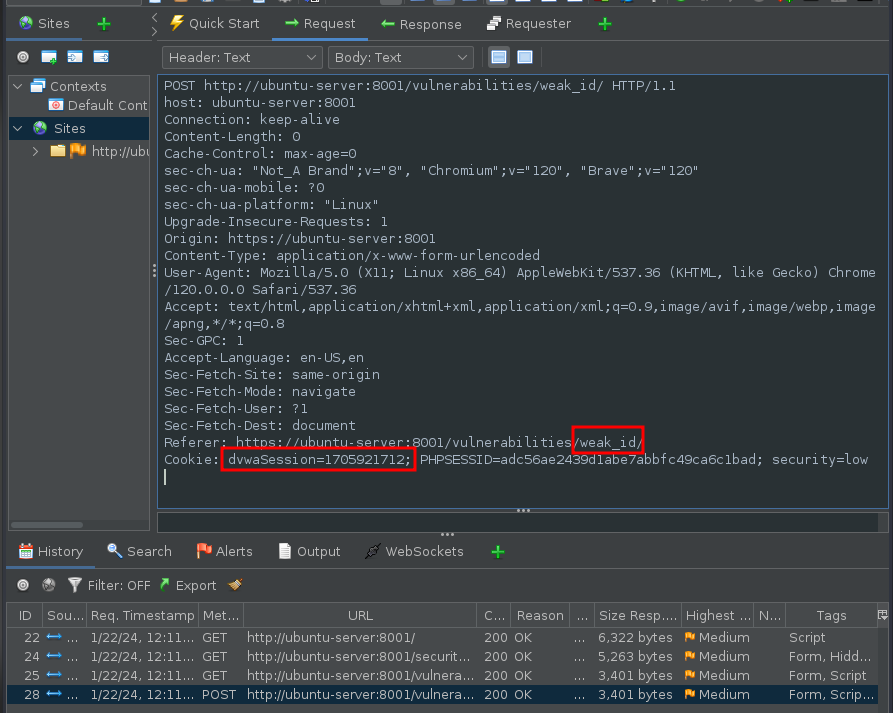 Sites
Quick Start
Request
Response
Requester
Header: Text
Body: Text
Contexts
Default Cont
Sites
http://ubu
POST http://ubuntu-server:8001/vulnerabilities/weak_id/ HTTP/1.1
host: ubuntu-server:8001
Connection: keep-alive
Content-Length: 0
Cache-Control: max-age=0
sec-ch-ua: "Not_A Brand";v="8", "Chromium";v="120", "Brave";v="120"
sec-ch-ua-mobile: ?0
sec-ch-ua-platform: "Linux"
Upgrade-Insecure-Requests: 1
Origin: https://ubuntu-server:8001
Content-Type: application/x-www-form-urlencoded
User-Agent: Mozilla/5.0 (X11; Linux x86_64) AppleWebKit/537.36 (KHTML, like Gecko) Chrome
/120.0.0.0 Safari/537.36
Accept: text/html,application/xhtml+xml,application/xml;q=0.9,image/avif,image/webp,image
/apng,*/*;q=0.8
Sec-GPC: 1
Accept-Language: en-US,en
Sec-Fetch-Site: same-origin
Sec-Fetch-Mode: navigate
Sec-Fetch-User: ?1
Sec-Fetch-Dest: document
Referer: https://ubuntu-server:8001/vulnerabilities/weak_id/
Cookie: dvwaSession=1705921712; PHPSESSID=adc56ae2439d1abe7abbfc49ca6c1bad; security=low
History
Search
Alerts
Output
WebSockets
Filter: OFF
Export
ID Sou... Req. Timestamp Met... URL C... Reason ... Size Resp.... Highest ... N... Tags
22 ... 1/22/24, 12:11... GET http://ubuntu-server:8001/ 200 OK ... 6,322 bytes Medium Script
24 ... 1/22/24, 12:11... GET http://ubuntu-server:8001/securit... 200 OK ... 5,263 bytes Medium Form, Hidd...
25 ... 1/22/24, 12:11... GET http://ubuntu-server:8001/vulnera... 200 OK ... 3,401 bytes Medium Form, Script
28 ... 1/22/24, 12:11... POST http://ubuntu-server:8001/vulnera... 200 OK ... 3,401 bytes Medium Form, Scrip...